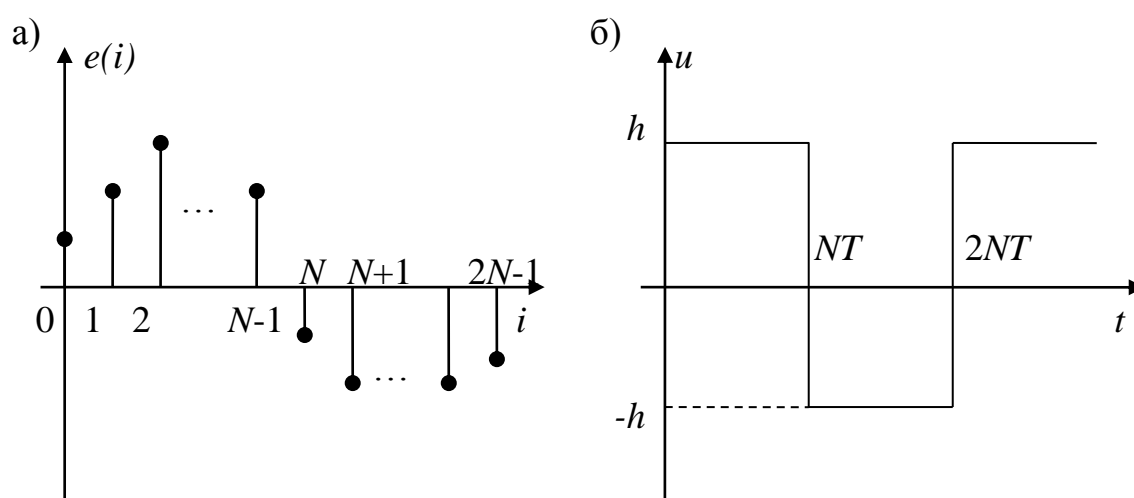 а)
e(i)
...
N N+1 2N-1
0 1 2 N-1 i
...
б)
u
h
NT 2NT
t
-h